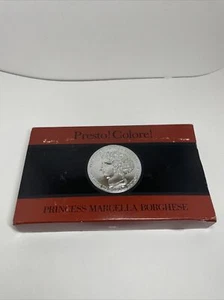 Presto! Colore!
PRINCESS MARCELLA BORGHESE